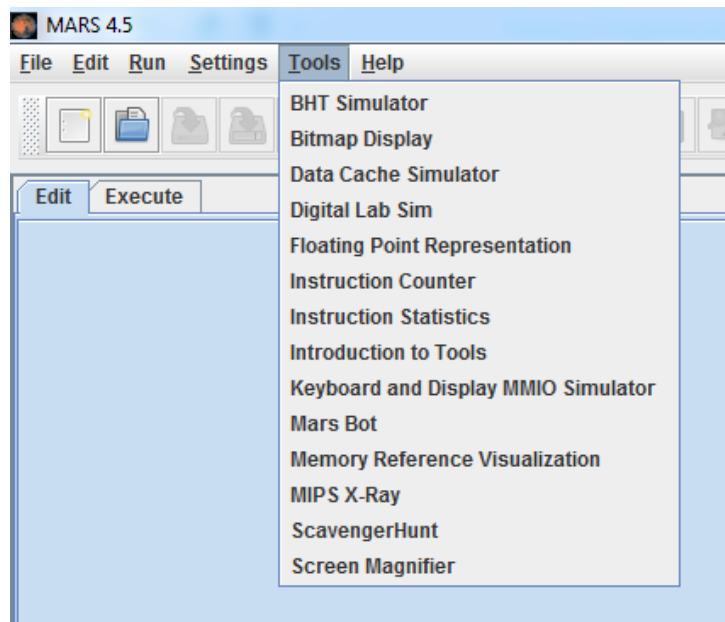 MARS 4.5
File Edit Run Settings Tools Help
BHT Simulator
Bitmap Display
Data Cache Simulator
Edit Execute
Digital Lab Sim
Floating Point Representation
Instruction Counter
Instruction Statistics
Introduction to Tools
Keyboard and Display MMIO Simulator
Mars Bot
Memory Reference Visualization
MIPS X-Ray
ScavengerHunt
Screen Magnifier